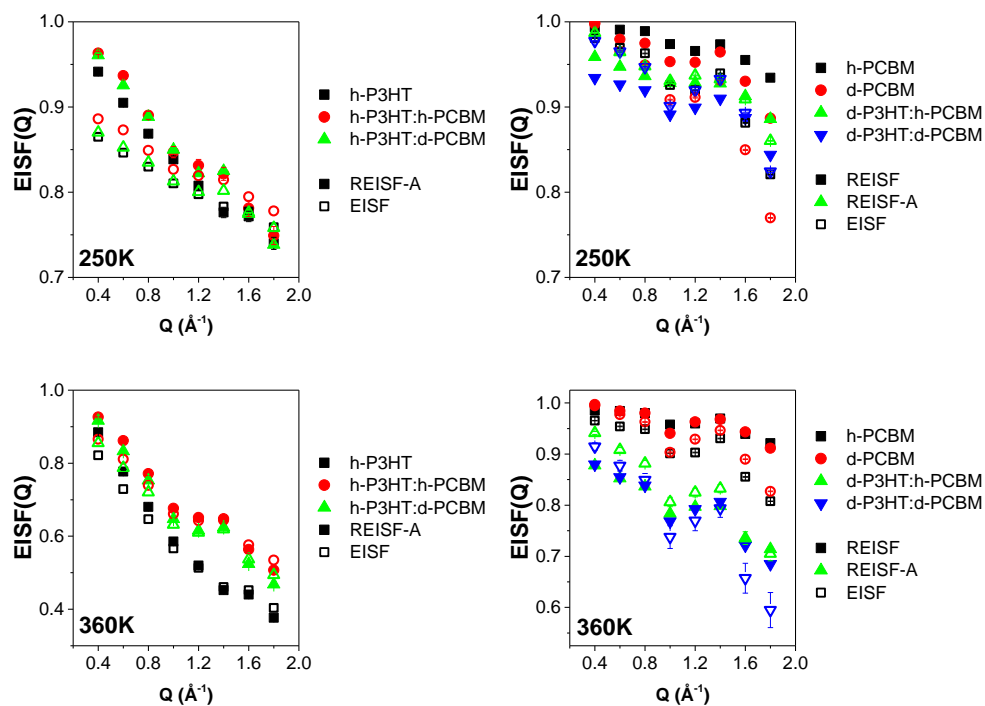 1.0
0.9
0.8
0.7
EISF(Q)
250K
0.4 0.8 1.2 1.6 2.0
Q (Å-1)
h-P3HT
h-P3HT:h-PCBM
h-P3HT:d-PCBM
REISF-A
EISF
1.0
0.9
0.8
0.7
EISF(Q)
250K
0.4 0.8 1.2 1.6 2.0
Q (Å-1)
h-PCBM
d-PCBM
d-P3HT:h-PCBM
d-P3HT:d-PCBM
REISF
REISF-A
EISF
1.0
0.8
0.6
0.4
EISF(Q)
360K
0.4 0.8 1.2 1.6 2.0
Q (Å-1)
h-P3HT
h-P3HT:h-PCBM
h-P3HT:d-PCBM
REISF-A
EISF
1.0
0.9
0.8
0.7
0.6
EISF(Q)
360K
0.4 0.8 1.2 1.6 2.0
Q (Å-1)
h-PCBM
d-PCBM
d-P3HT:h-PCBM
d-P3HT:d-PCBM
REISF
REISF-A
EISF